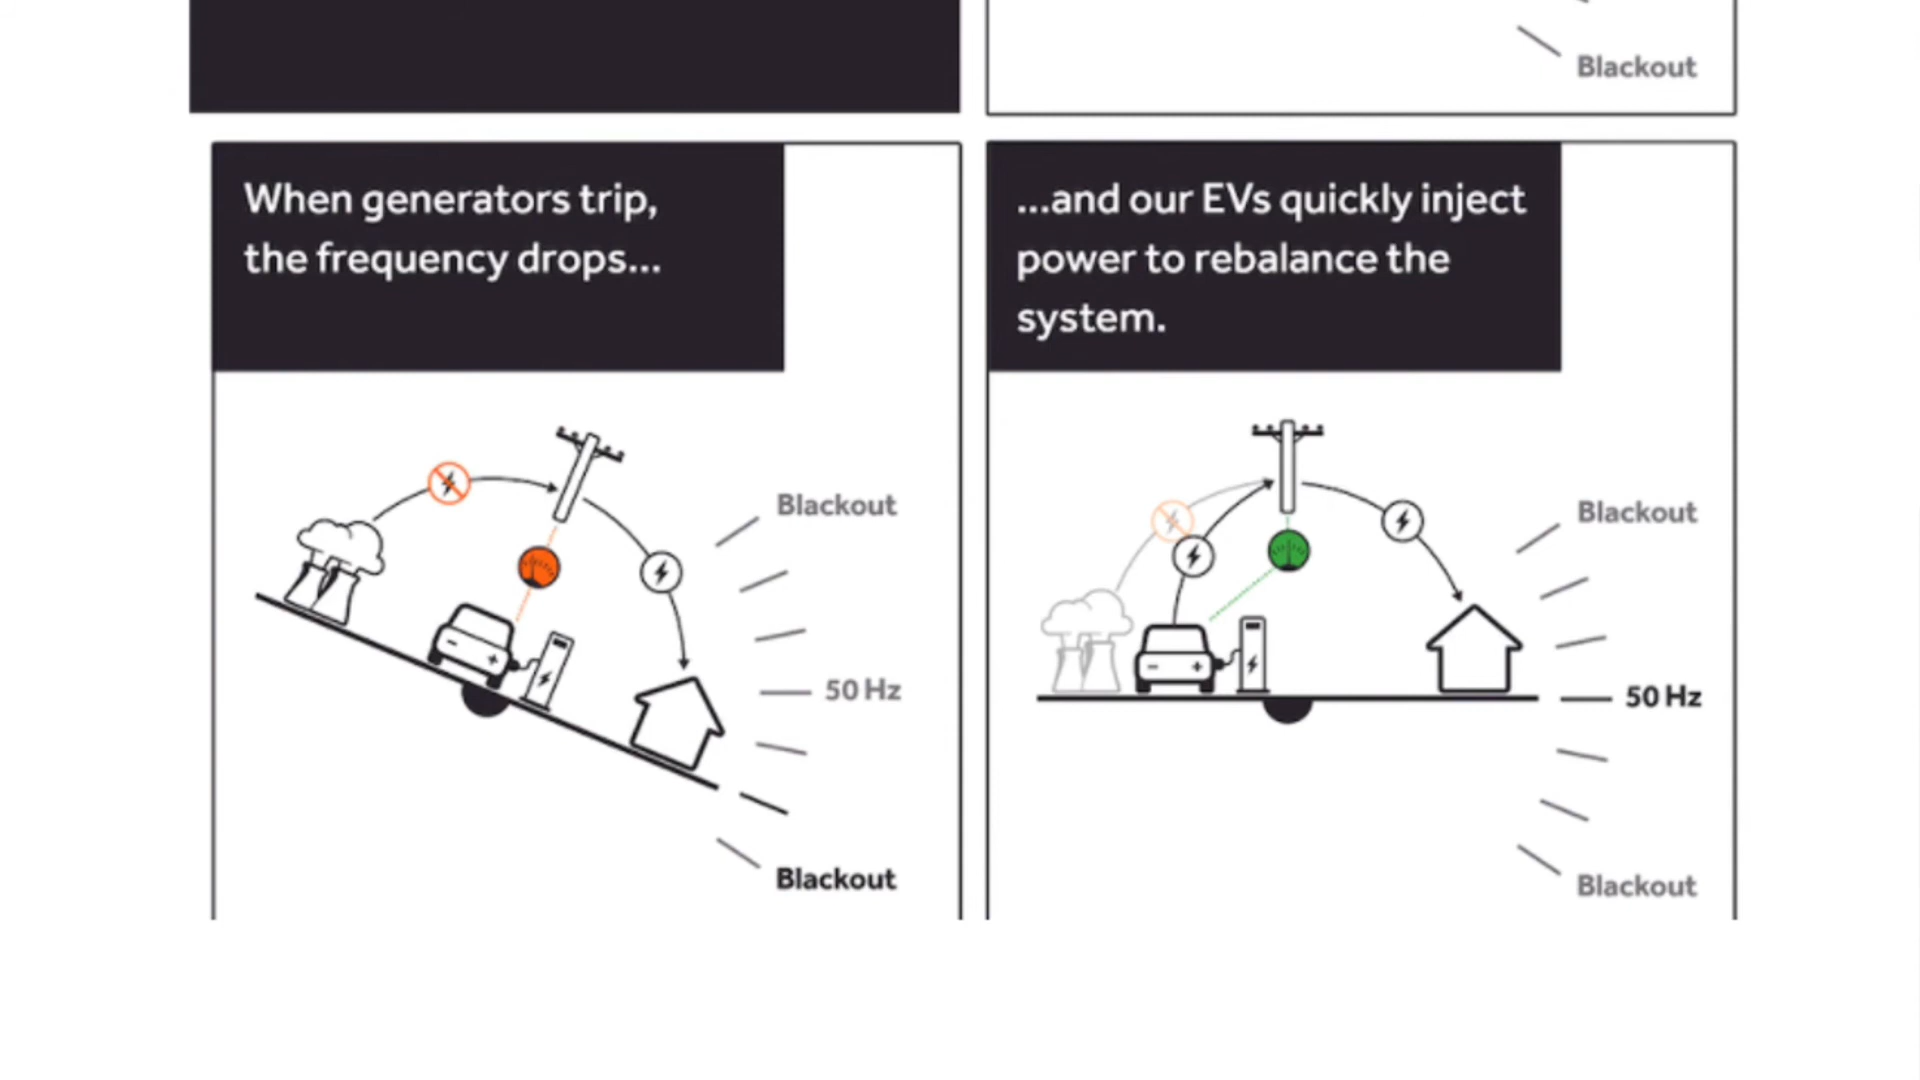 Blackout
When generators trip,
the frequency drops...
...and our EVs quickly inject
power to rebalance the
system.
Blackout
50 Hz
Blackout
Blackout
50 Hz
Blackout